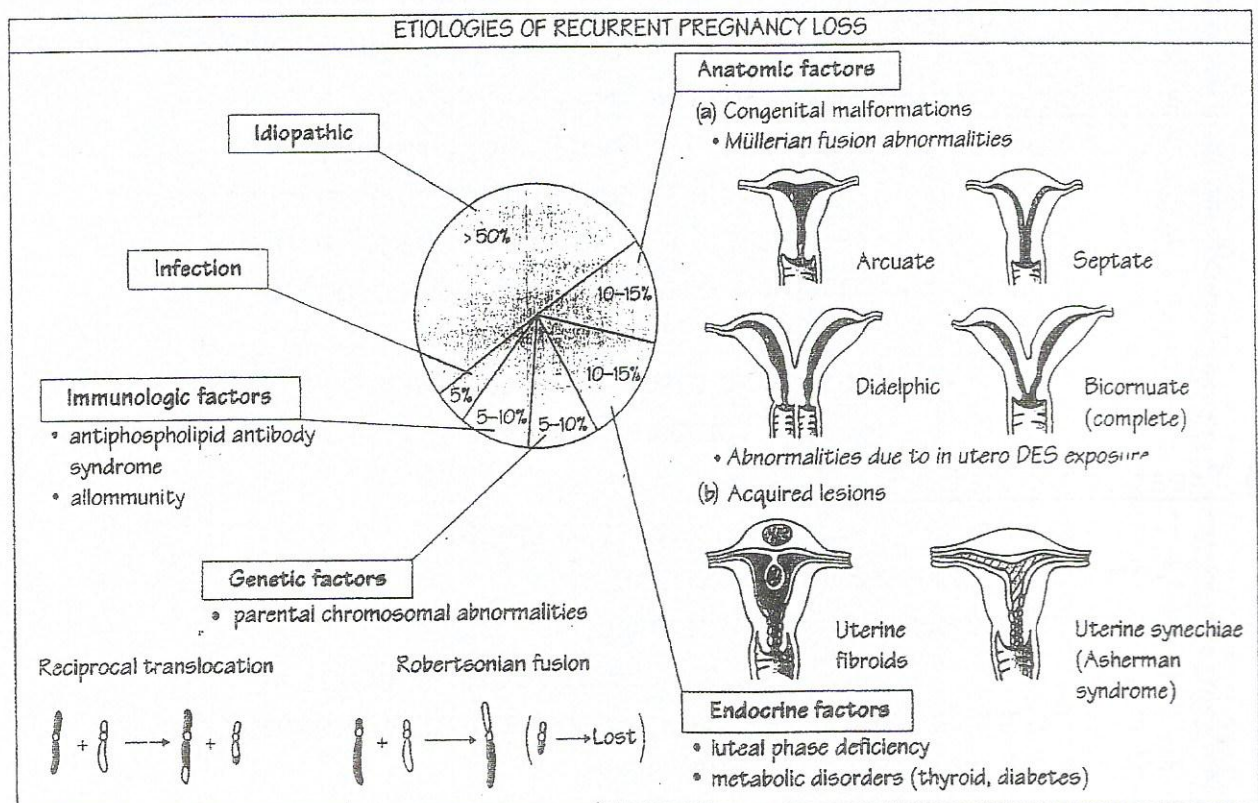 ETIOLOGIES OF RECURRENT PREGNANCY LOSS
Idiopathic
Infection
Immunologic factors
• antiphospholipid antibody
syndrome
• allommunity
Genetic factors
• parental chromosomal abnormalities
Reciprocal translocation
+
+
Robertsonian fusion
+
( → Lost)
>50%
10–15%
10–15%
5–10%
5–10%
5%
Anatomic factors
(a) Congenital malformations
• Müllerian fusion abnormalities
Arcuate
Septate
Didelphic
Bicornuate
(complete)
• Abnormalities due to in utero DES exposure
(b) Acquired lesions
Uterine
fibroids
Uterine synechiae
(Asherman
syndrome)
Endocrine factors
• luteal phase deficiency
• metabolic disorders (thyroid, diabetes)